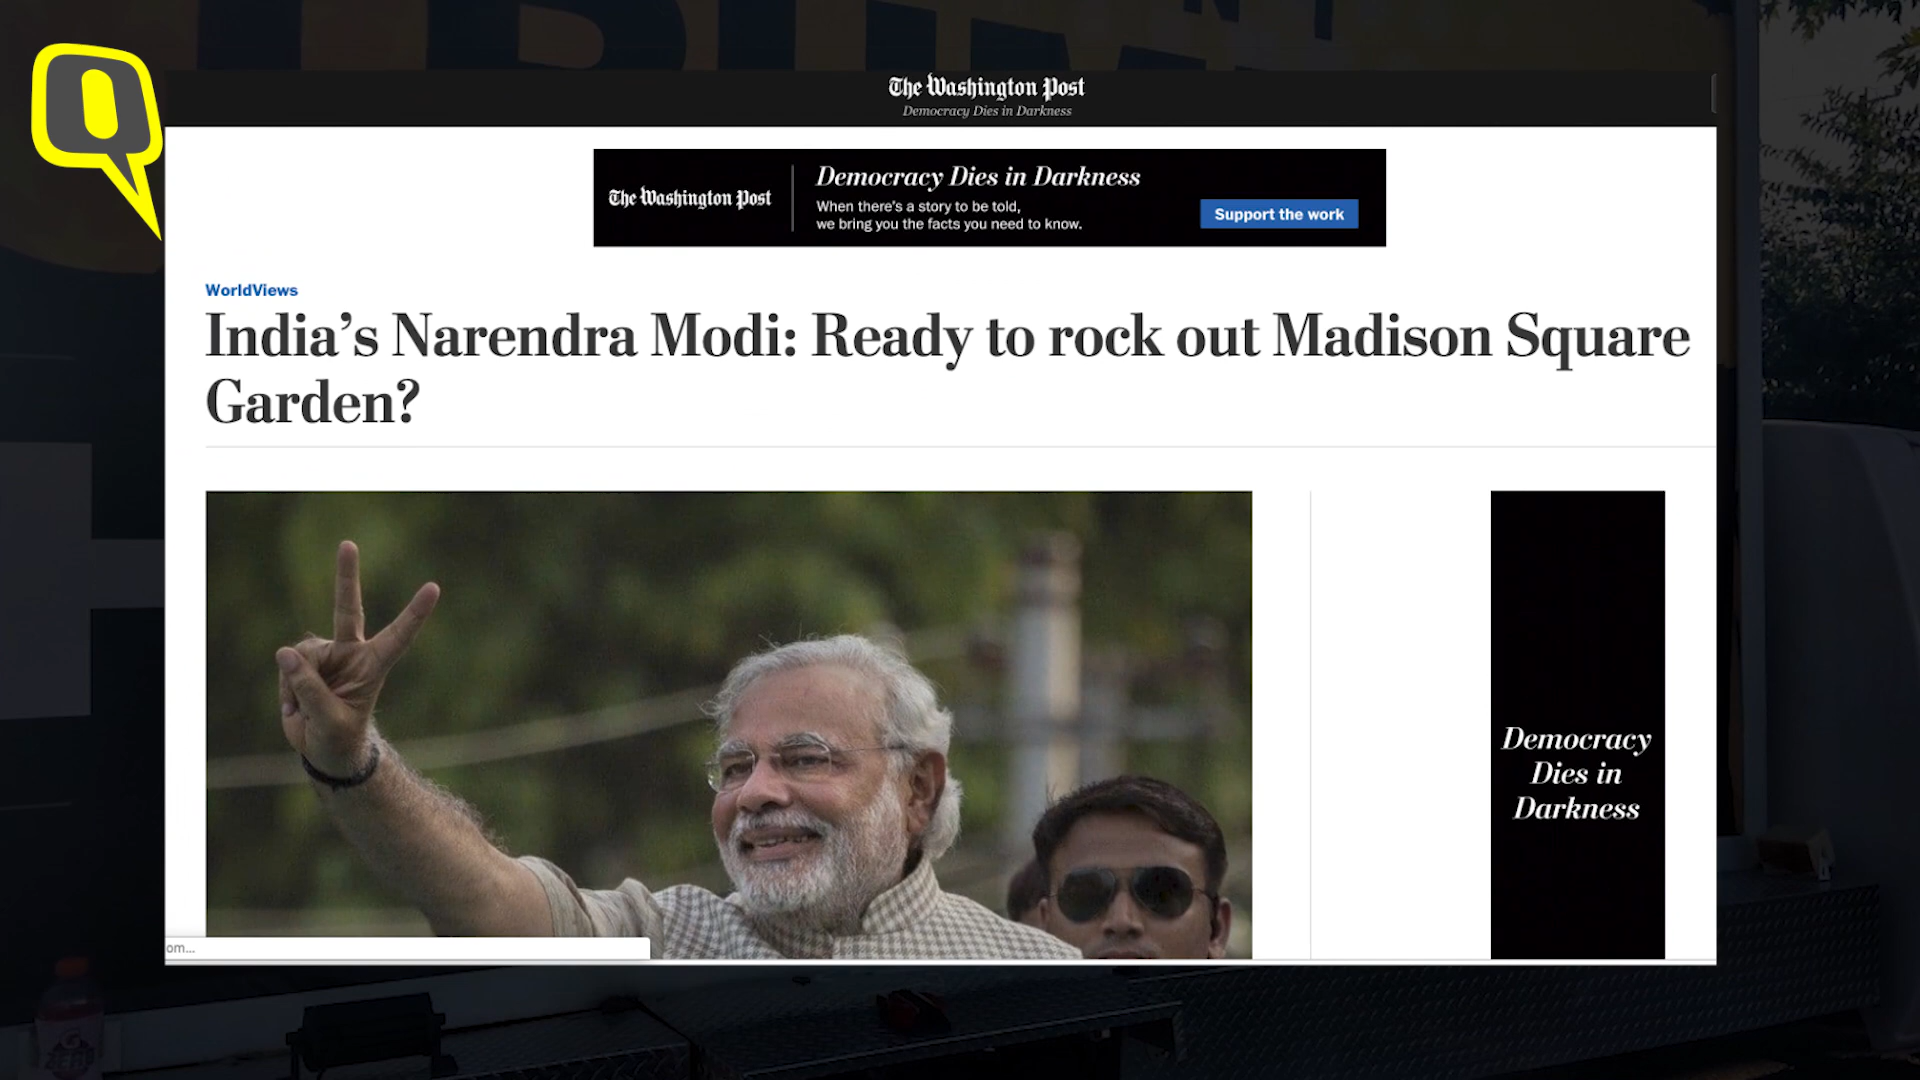 Q
The Washington Post
Democracy Dies in Darkness
The Washington Post
Democracy Dies in Darkness
When there's a story to be told,
we bring you the facts you need to know.
Support the work
WorldViews
India's Narendra Modi: Ready to rock out Madison Square
Garden?
Democracy
Dies in
Darkness
om...